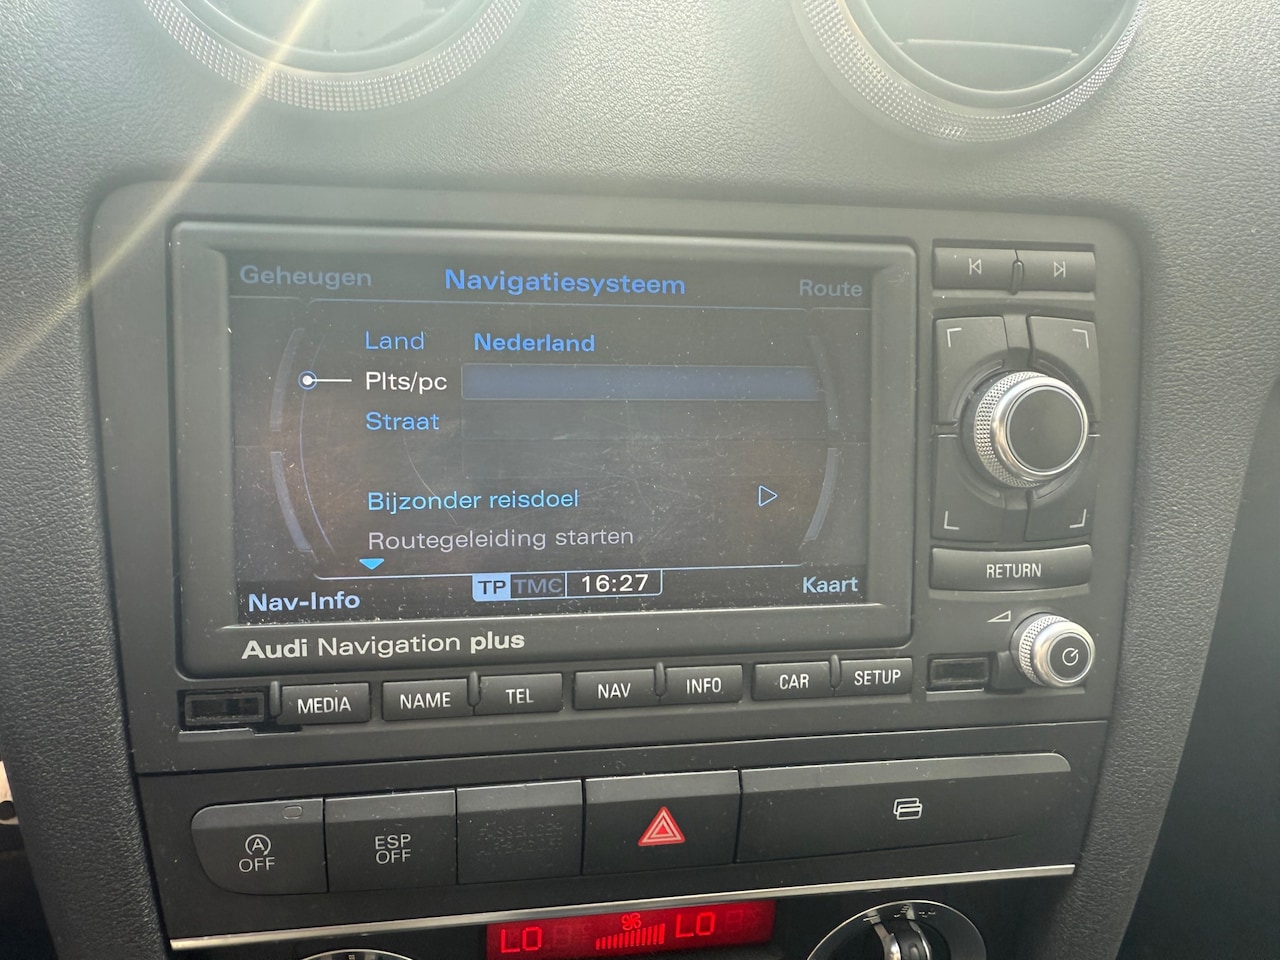 Geheugen Navigatiesysteem Route
Land Nederland
Plts/pc
Straat
Bijzonder reisdoel
Routegeleiding starten
Nav-Info TP TMC 16:27 Kaart
Audi Navigation plus
RETURN
MEDIA NAME TEL NAV INFO CAR SETUP
A
OFF
ESP
OFF
LO LO